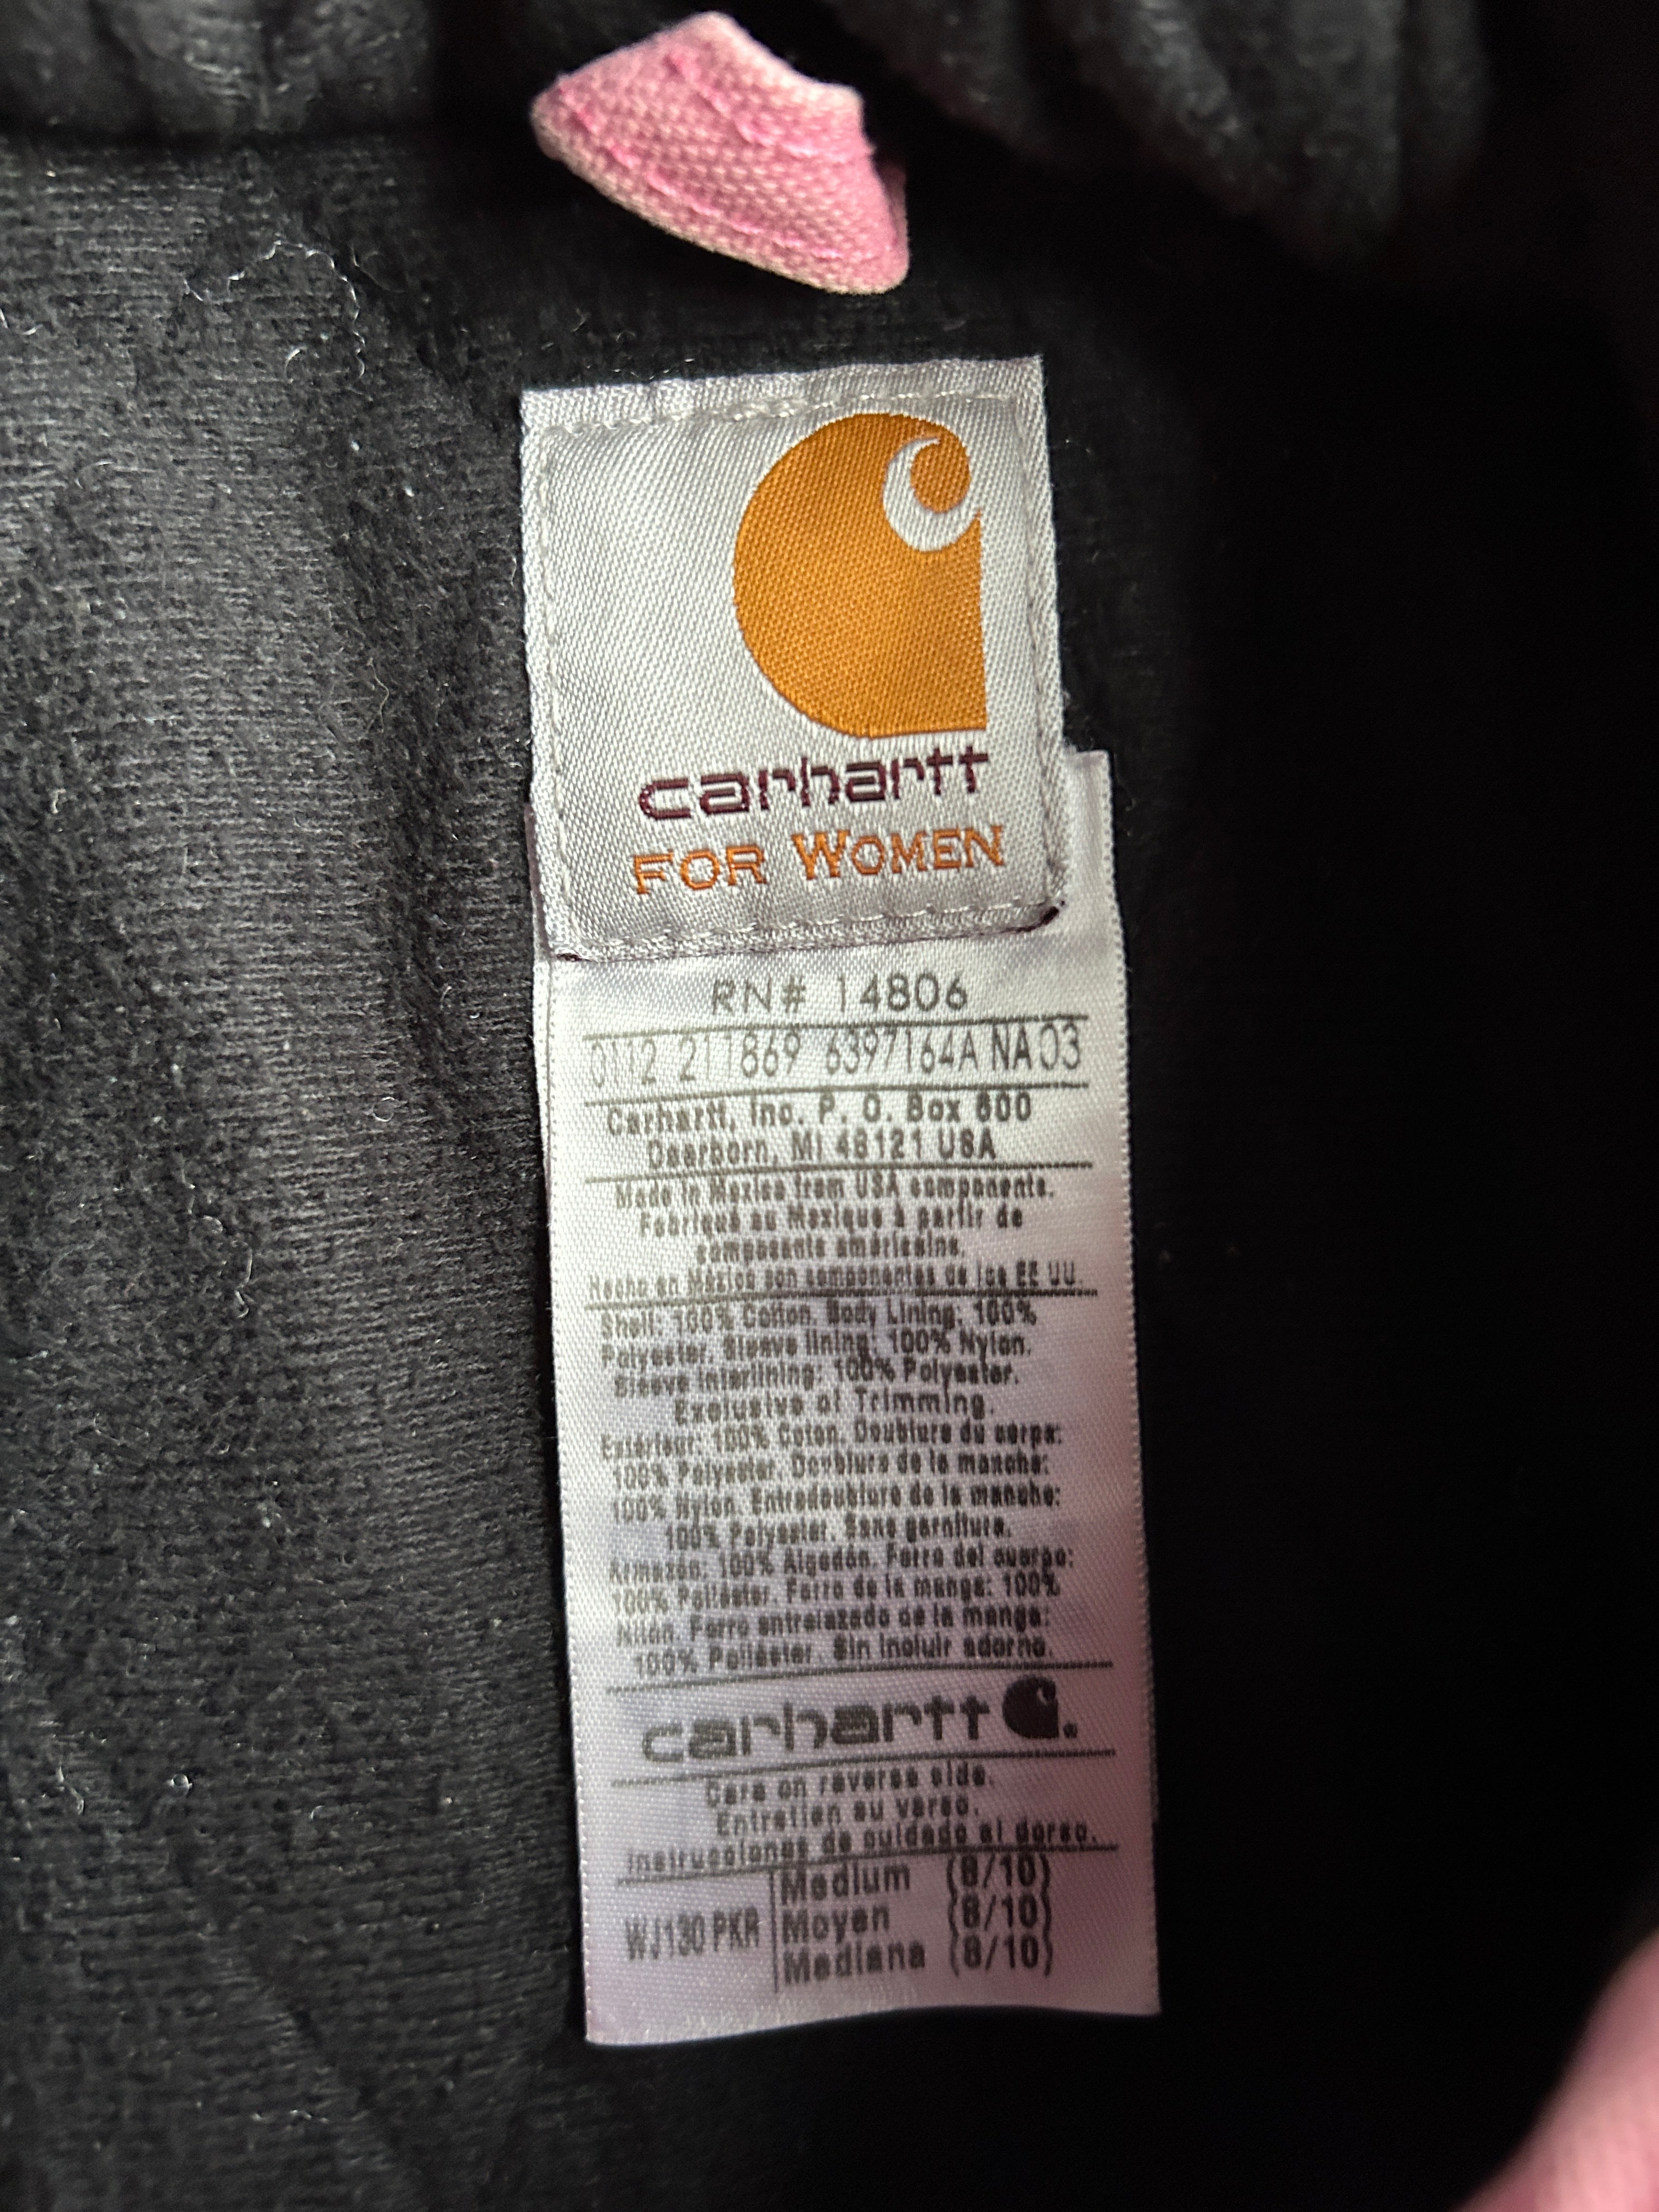 carhartt
FOR WOMEN
RN# 14806
0112 211869 6397164A NA03
Carhartt, Inc. P. O. Box 600
Dearborn, MI 48121 USA
Made in Mexico from USA components.
Fabriqué au Mexique à partir de
composants américains.
Hecho en México con componentes de los EE UU.
Shell: 100% Cotton. Body Lining: 100%
Polyester. Sleeve lining: 100% Nylon.
Sleeve interlining: 100% Polyester.
Exclusive of Trimming.
Extérieur: 100% Coton. Doublure du corps:
100% Polyester. Doublure de la manche:
100% Nylon. Entredoublure de la manche:
100% Polyester. Sans garniture.
Armazón: 100% Algodón. Forro del cuerpo:
100% Poliéster. Forro de la manga: 100%
Nilón. Forro entrelazado de la manga:
100% Poliéster. Sin incluir adorno.
carhartt
Care on reverse side.
Entretien au verso.
Instrucciones de cuidado al dorso.
WJ130 PKR
Medium (8/10)
Moyen (8/10)
Mediana (8/10)